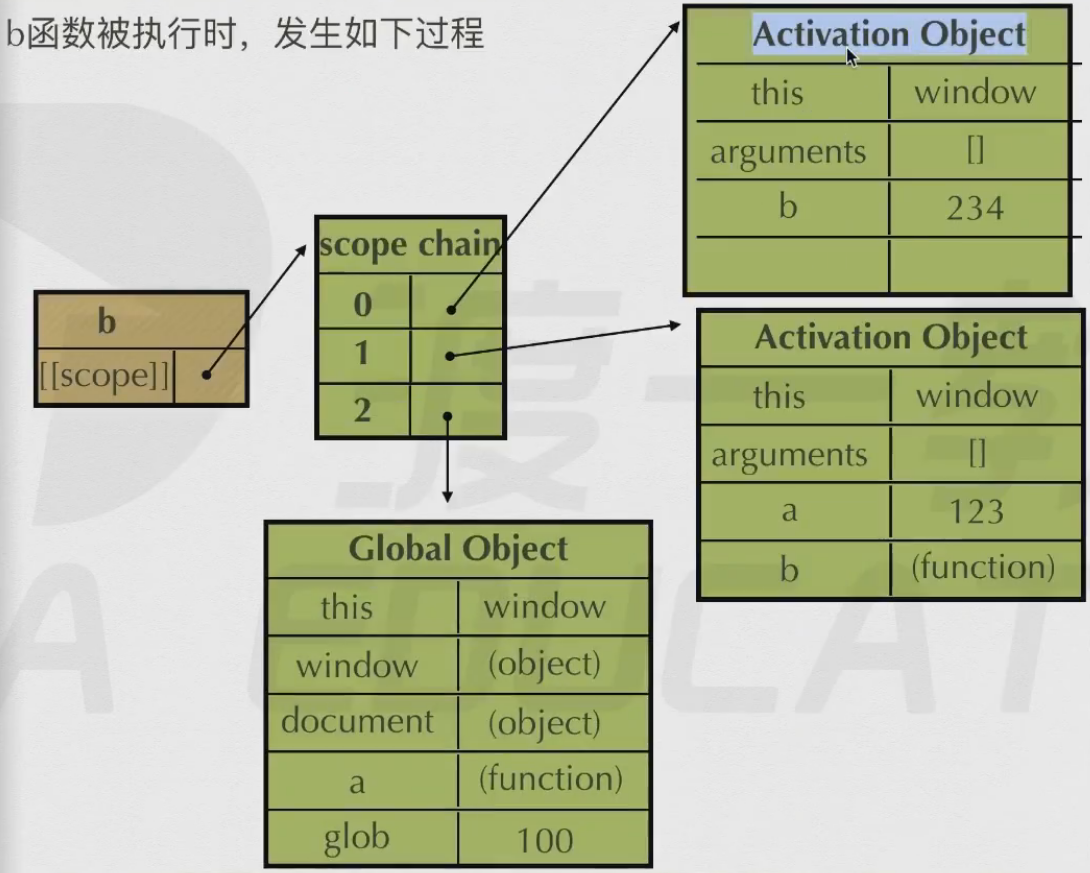 b函数被执行时，发生如下过程
Activation Object
this window
arguments []
b 234
scope chain
0
1
2
b
[[scope]]
Activation Object
this window
arguments []
a 123
b (function)
Global Object
this window
window (object)
document (object)
a (function)
glob 100